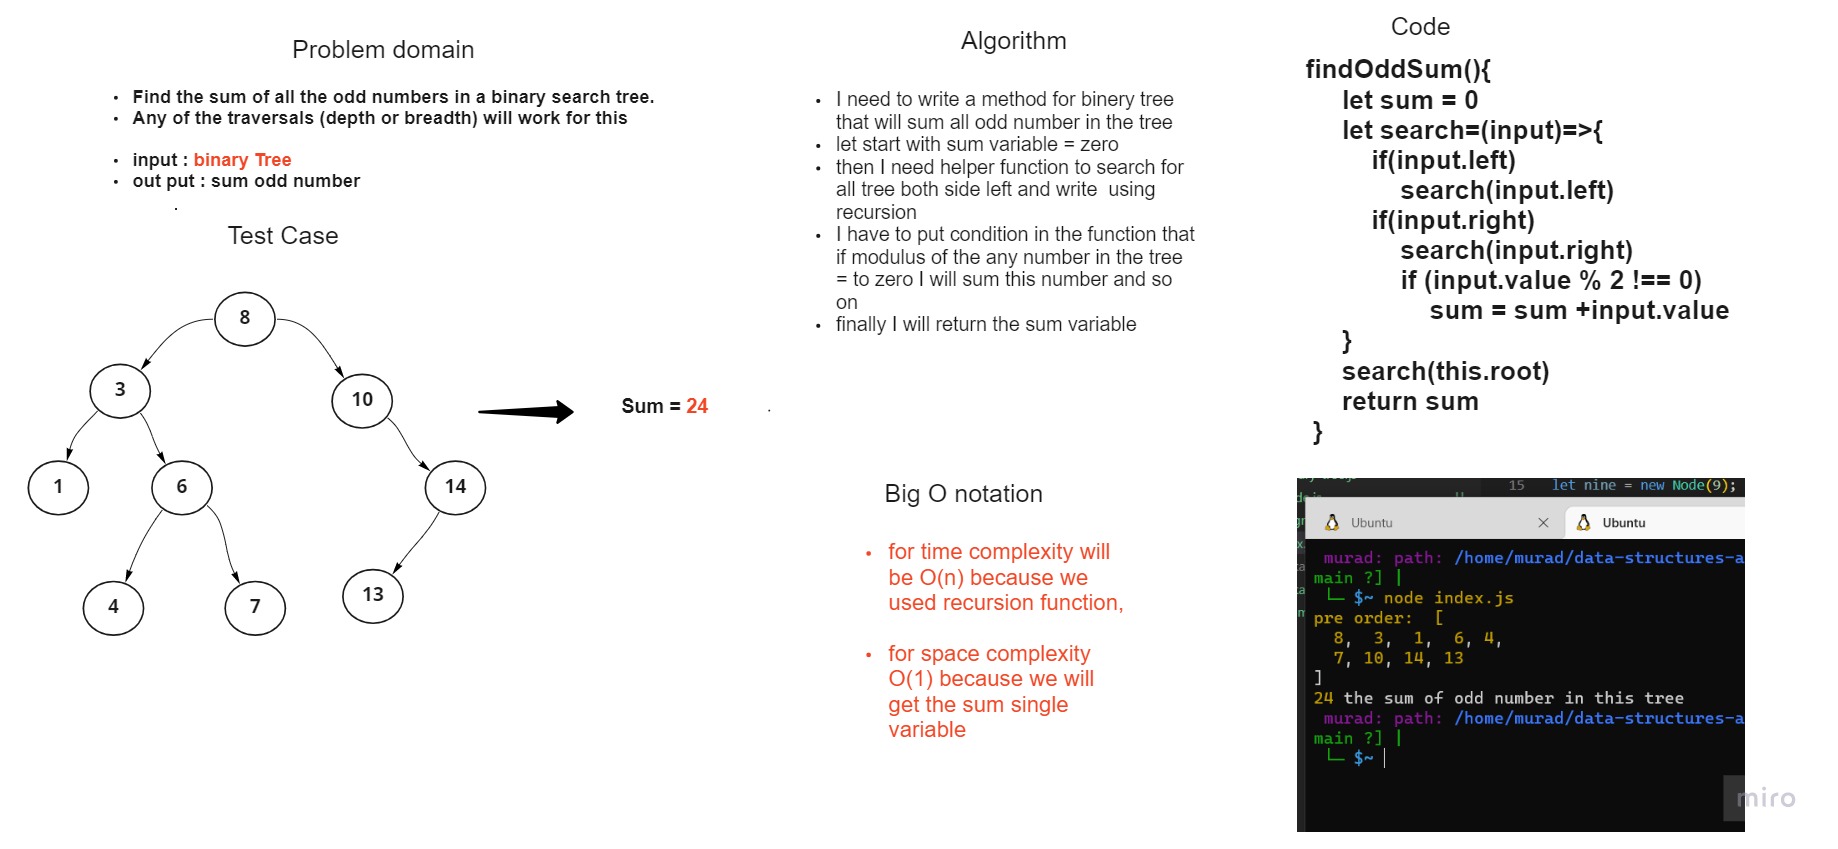 Problem domain
• Find the sum of all the odd numbers in a binary search tree.
• Any of the traversals (depth or breadth) will work for this
• input : binary Tree
• out put : sum odd number
Test Case
8
3
10
1
6
14
4
7
13
Sum = 24
Algorithm
• I need to write a method for binery tree
that will sum all odd number in the tree
• let start with sum variable = zero
• then I need helper function to search for
all tree both side left and write using
recursion
• I have to put condition in the function that
if modulus of the any number in the tree
= to zero I will sum this number and so
on
• finally I will return the sum variable
Big O notation
• for time complexity will
be O(n) because we
used recursion function,
• for space complexity
O(1) because we will
get the sum single
variable
Code
findOddSum(){
let sum = 0
let search=(input)=>{
if(input.left)
search(input.left)
if(input.right)
search(input.right)
if (input.value % 2 !== 0)
sum = sum +input.value
}
search(this.root)
return sum
}
15 let nine = new Node(9);
Ubuntu
Ubuntu
murad: path: /home/murad/data-structures-a
main ?] |
└─ $~ node index.js
pre order: [
8, 3, 1, 6, 4,
7, 10, 14, 13
]
24 the sum of odd number in this tree
murad: path: /home/murad/data-structures-a
main ?] |
└─ $~
miro